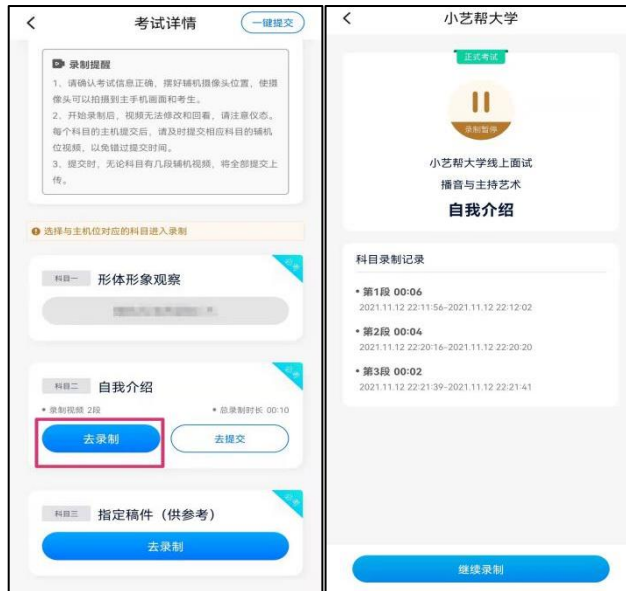 考试详情
一键提交
录制提醒
1、请确认考试信息正确，摆好辅机摄像头位置，使摄
像头可以拍摄到主手机画面和考生。
2、开始录制后，视频无法修改和回看，请注意仪态。
每个科目的主机提交后，请及时提交相应科目的辅机
位视频，以免错过提交时间。
3、提交时，无论科目有几段辅机视频，将全部提交上
传。
选择与主机位对应的科目进入录制
科目一 形体形象观察
科目二 自我介绍
• 录制视频 2段 • 总录制时长 00:10
去录制 去提交
科目三 指定稿件（供参考）
去录制
小艺帮大学
正式考试
录制暂停
小艺帮大学线上面试
播音与主持艺术
自我介绍
科目录制记录
• 第1段 00:06
2021.11.12 22:11:56-2021.11.12 22:12:02
• 第2段 00:04
2021.11.12 22:20:16-2021.11.12 22:20:20
• 第3段 00:02
2021.11.12 22:21:39-2021.11.12 22:21:41
继续录制